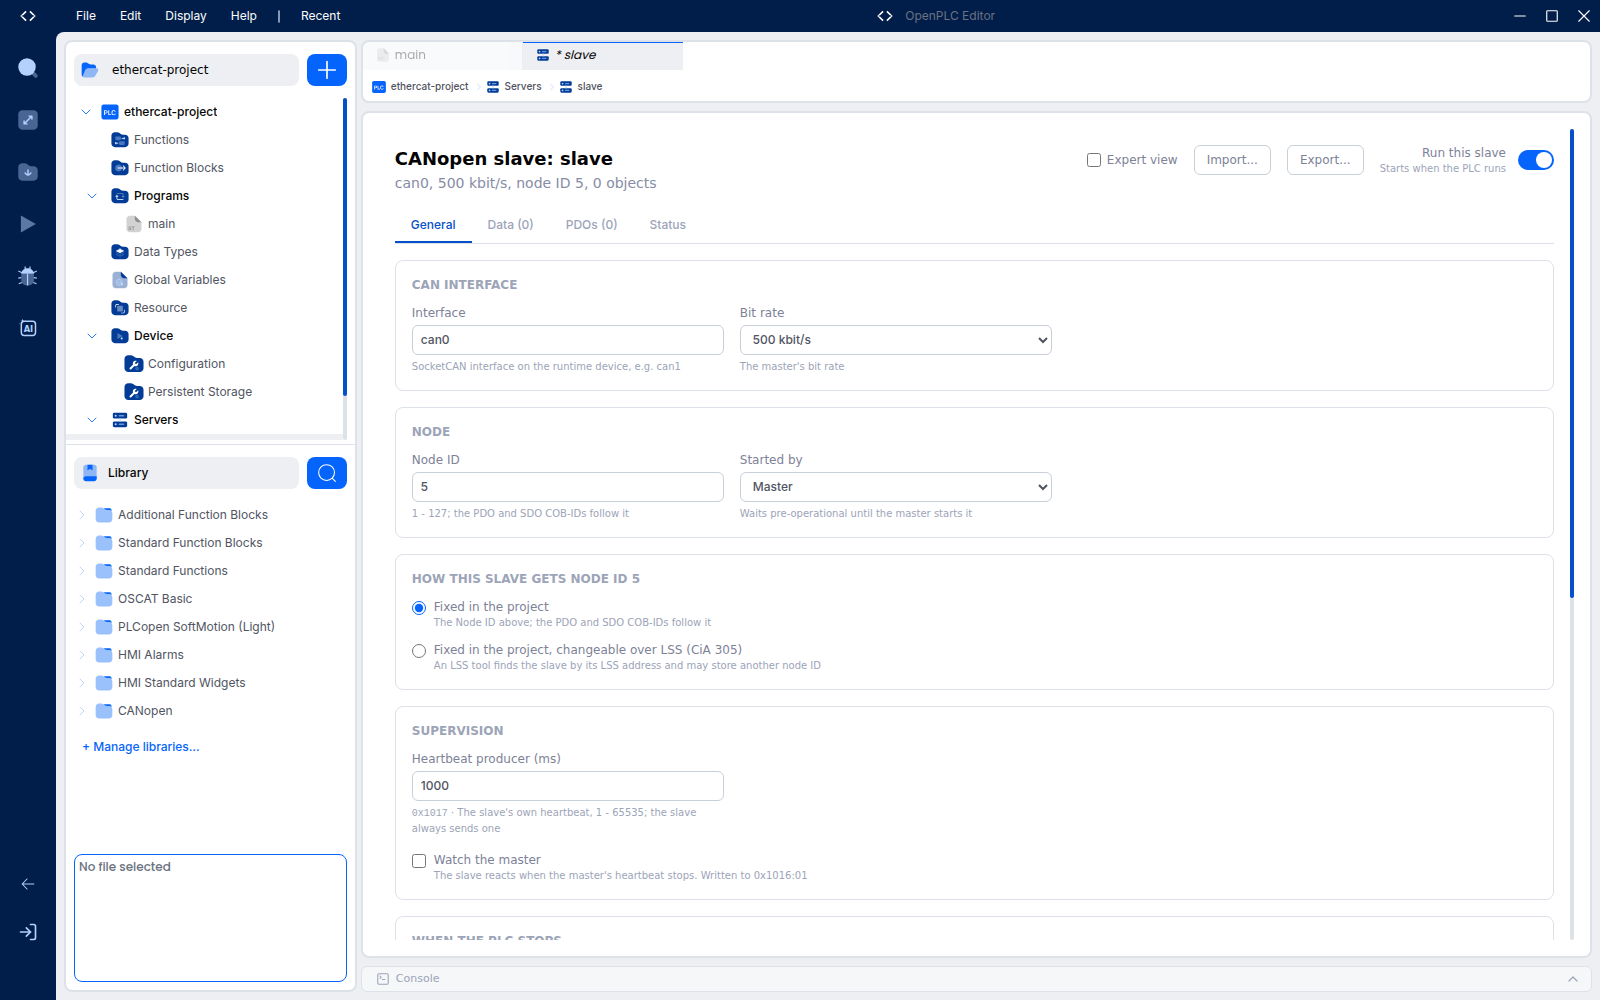 File Edit Display Help | Recent
OpenPLC Editor
ethercat-project
ethercat-project
Functions
Function Blocks
Programs
main
Data Types
Global Variables
Resource
Device
Configuration
Persistent Storage
Servers
Library
Additional Function Blocks
Standard Function Blocks
Standard Functions
OSCAT Basic
PLCopen SoftMotion (Light)
HMI Alarms
HMI Standard Widgets
CANopen
+ Manage libraries...
No file selected
main
* slave
ethercat-project Servers slave
CANopen slave: slave
can0, 500 kbit/s, node ID 5, 0 objects
Expert view
Import...
Export...
Run this slave
Starts when the PLC runs
General Data (0) PDOs (0) Status
CAN INTERFACE
Interface Bit rate
can0 500 kbit/s
SocketCAN interface on the runtime device, e.g. can1 The master's bit rate
NODE
Node ID Started by
5 Master
1 - 127; the PDO and SDO COB-IDs follow it Waits pre-operational until the master starts it
HOW THIS SLAVE GETS NODE ID 5
Fixed in the project
The Node ID above; the PDO and SDO COB-IDs follow it
Fixed in the project, changeable over LSS (CiA 305)
An LSS tool finds the slave by its LSS address and may store another node ID
SUPERVISION
Heartbeat producer (ms)
1000
0x1017 · The slave's own heartbeat, 1 - 65535; the slave
always sends one
Watch the master
The slave reacts when the master's heartbeat stops. Written to 0x1016:01
WHEN THE PLC STOPS
Console